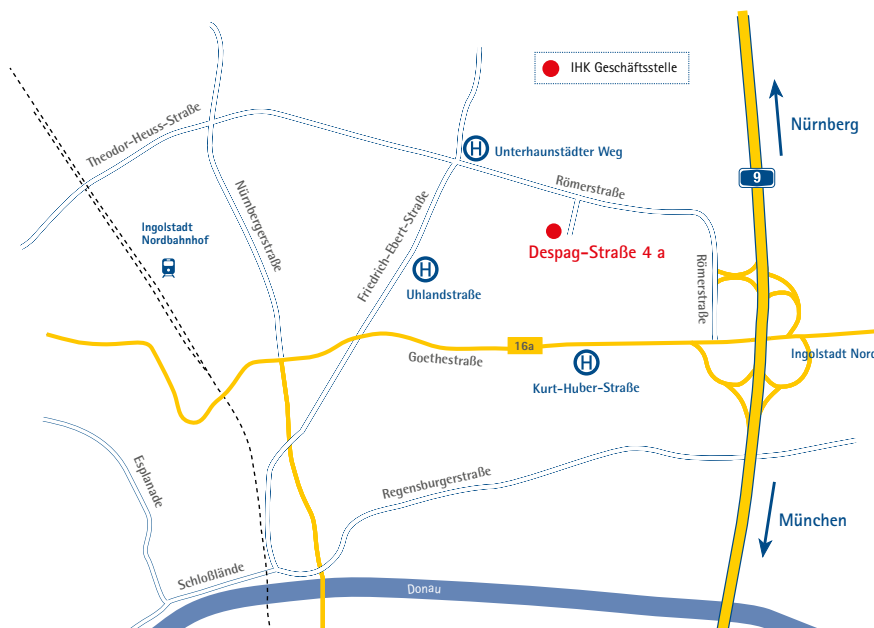 IHK Geschäftsstelle
Nürnberg
Theodor-Heuss-Straße
Unterhaunstädter Weg
9
Römerstraße
Nürnbergerstraße
Friedrich-Ebert-Straße
Ingolstadt
Nordbahnhof
Despag-Straße 4 a
Römerstraße
H
H
Uhlandstraße
16a
Goethestraße
Ingolstadt Nord
H
Kurt-Huber-Straße
Esplanade
Regensburgerstraße
München
Schloßlände
Donau